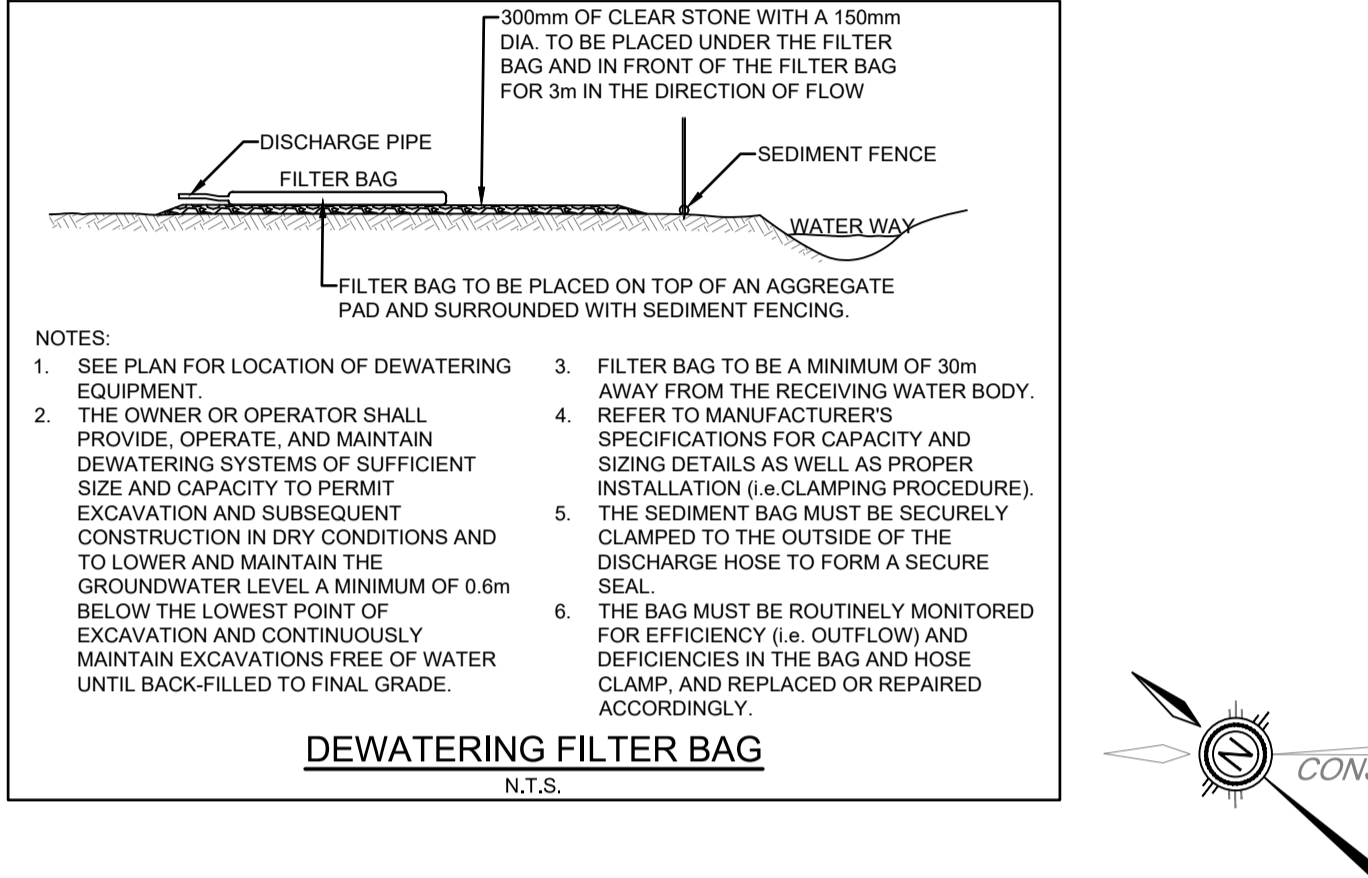 300mm OF CLEAR STONE WITH A 150mm
DIA. TO BE PLACED UNDER THE FILTER
BAG AND IN FRONT OF THE FILTER BAG
FOR 3m IN THE DIRECTION OF FLOW
DISCHARGE PIPE
SEDIMENT FENCE
FILTER BAG
WATER WAY
FILTER BAG TO BE PLACED ON TOP OF AN AGGREGATE
PAD AND SURROUNDED WITH SEDIMENT FENCING.
NOTES:
1. SEE PLAN FOR LOCATION OF DEWATERING
EQUIPMENT.
2. THE OWNER OR OPERATOR SHALL
PROVIDE, OPERATE, AND MAINTAIN
DEWATERING SYSTEMS OF SUFFICIENT
SIZE AND CAPACITY TO PERMIT
EXCAVATION AND SUBSEQUENT
CONSTRUCTION IN DRY CONDITIONS AND
TO LOWER AND MAINTAIN THE
GROUNDWATER LEVEL A MINIMUM OF 0.6m
BELOW THE LOWEST POINT OF
EXCAVATION AND CONTINUOUSLY
MAINTAIN EXCAVATIONS FREE OF WATER
UNTIL BACK-FILLED TO FINAL GRADE.
3. FILTER BAG TO BE A MINIMUM OF 30m
AWAY FROM THE RECEIVING WATER BODY.
4. REFER TO MANUFACTURER'S
SPECIFICATIONS FOR CAPACITY AND
SIZING DETAILS AS WELL AS PROPER
INSTALLATION (i.e.CLAMPING PROCEDURE).
5. THE SEDIMENT BAG MUST BE SECURELY
CLAMPED TO THE OUTSIDE OF THE
DISCHARGE HOSE TO FORM A SECURE
SEAL.
6. THE BAG MUST BE ROUTINELY MONITORED
FOR EFFICIENCY (i.e. OUTFLOW) AND
DEFICIENCIES IN THE BAG AND HOSE
CLAMP, AND REPLACED OR REPAIRED
ACCORDINGLY.
DEWATERING FILTER BAG
N.T.S.
N